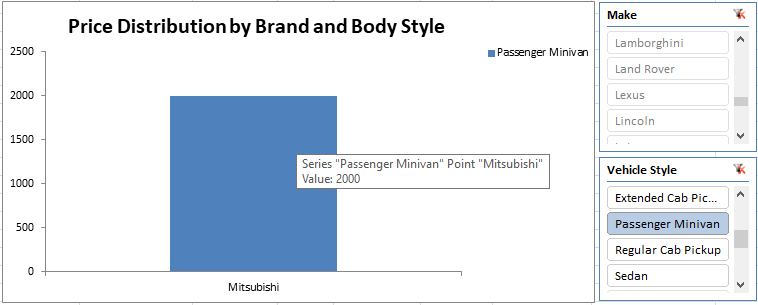 Price Distribution by Brand and Body Style
2500
2000
1500
1000
500
0
Mitsubishi
Passenger Minivan
Series "Passenger Minivan" Point "Mitsubishi"
Value: 2000
Make
Lamborghini
Land Rover
Lexus
Lincoln
Vehicle Style
Extended Cab Pic...
Passenger Minivan
Regular Cab Pickup
Sedan